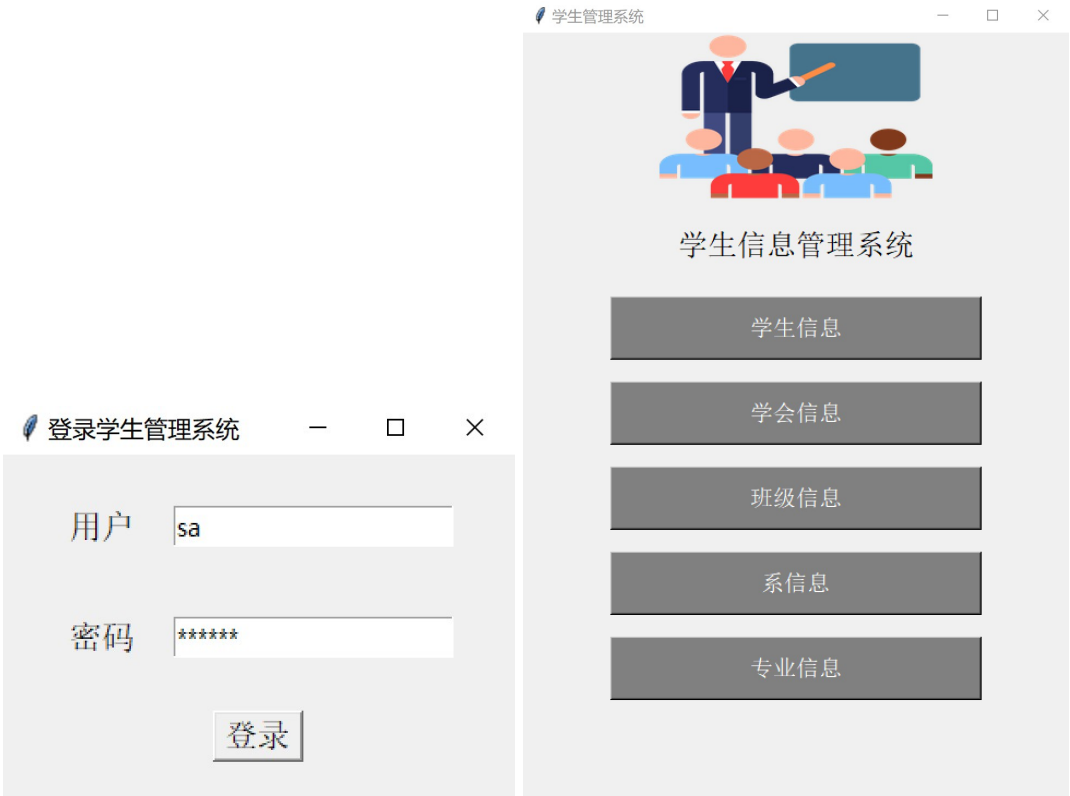 登录学生管理系统
用户 sa
密码 ******
登录
学生管理系统
学生信息管理系统
学生信息
学会信息
班级信息
系信息
专业信息